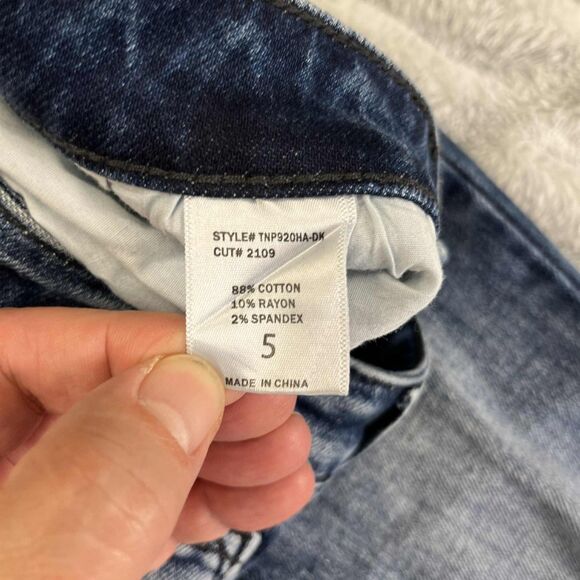 STYLE# TNP920HA-DK
CUT# 2109
88% COTTON
10% RAYON
2% SPANDEX
5
MADE IN CHINA